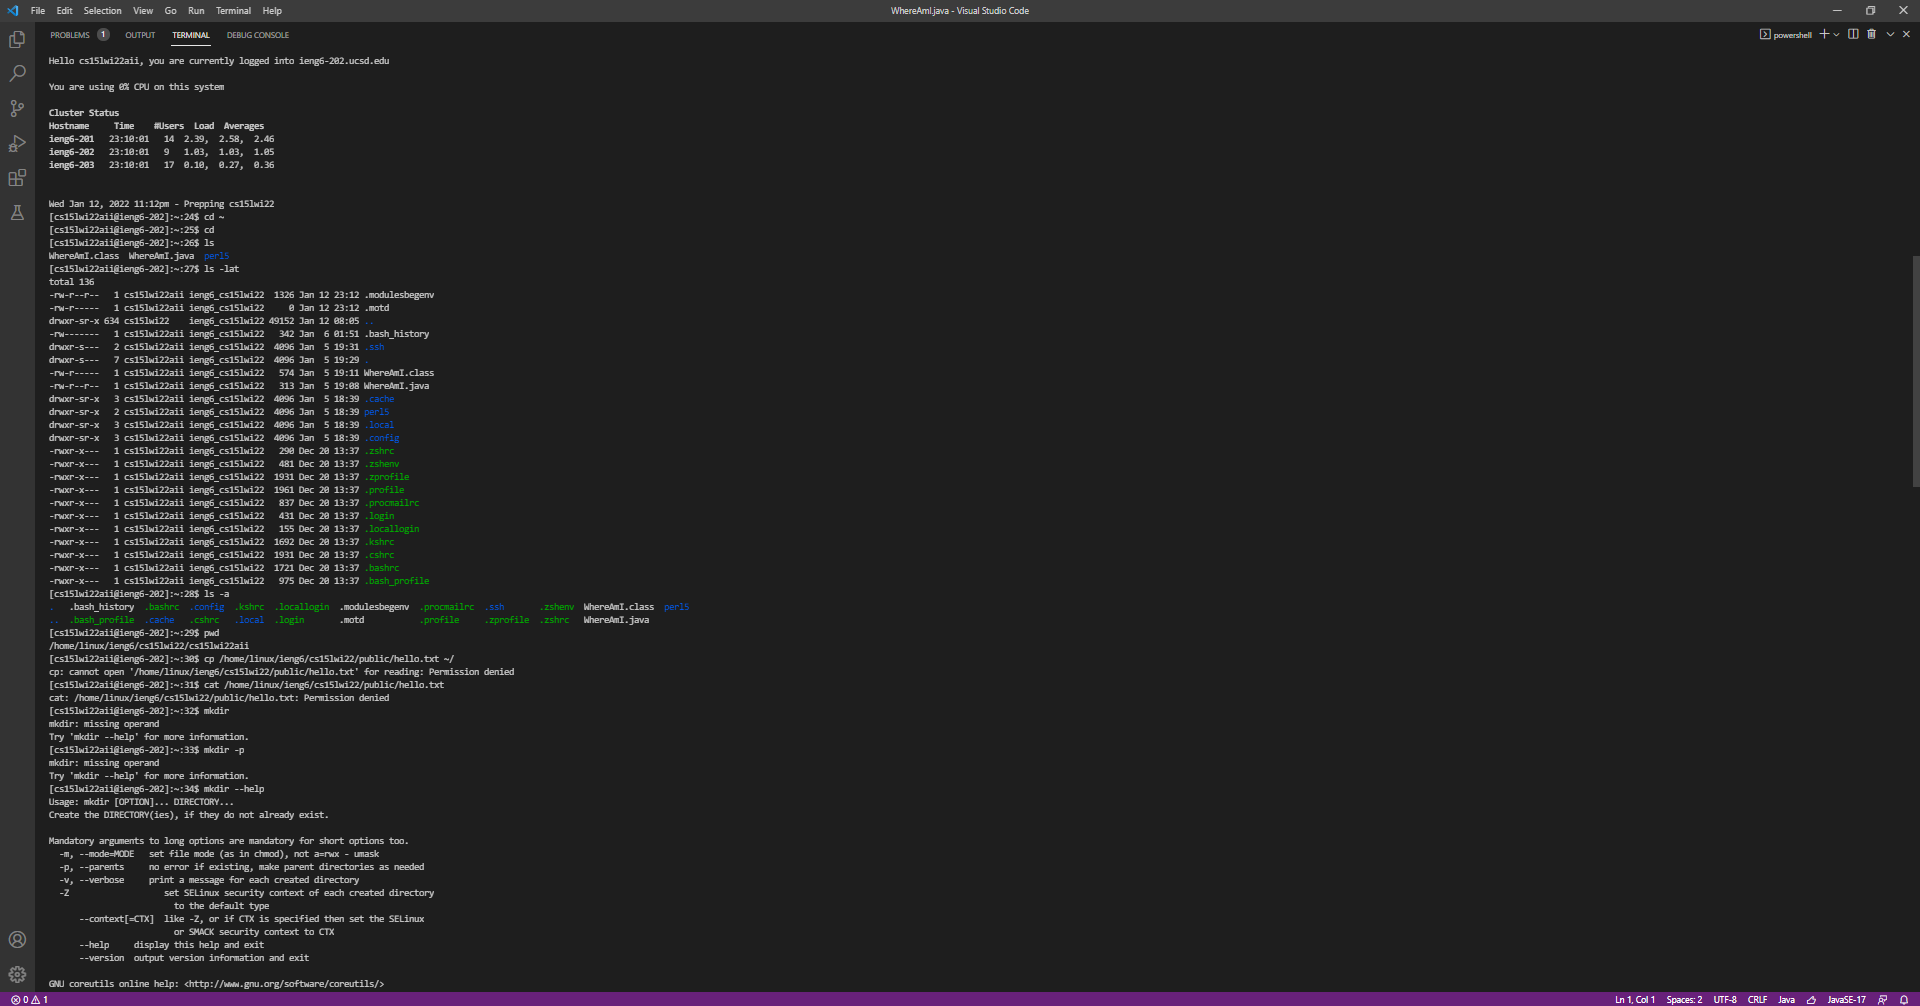 File Edit Selection View Go Run Terminal Help
WhereAmI.java - Visual Studio Code
PROBLEMS 1 OUTPUT TERMINAL DEBUG CONSOLE
powershell
Hello cs15lwi22aii, you are currently logged into ieng6-202.ucsd.edu
You are using 0% CPU on this system
Cluster Status
Hostname     Time    #Users  Load  Averages
ieng6-201   23:10:01   14  2.39,  2.58,  2.46
ieng6-202   23:10:01   9   1.03,  1.03,  1.05
ieng6-203   23:10:01   17  0.10,  0.27,  0.36
Wed Jan 12, 2022 11:12pm - Prepping cs15lwi22
[cs15lwi22aii@ieng6-202]:~:24$ cd ~
[cs15lwi22aii@ieng6-202]:~:25$ cd
[cs15lwi22aii@ieng6-202]:~:26$ ls
WhereAmI.class  WhereAmI.java  perl5
[cs15lwi22aii@ieng6-202]:~:27$ ls -lat
total 136
-rw-r--r--   1 cs15lwi22aii ieng6_cs15lwi22  1326 Jan 12 23:12 .modulesbegenv
-rw-r-----   1 cs15lwi22aii ieng6_cs15lwi22     0 Jan 12 23:12 .motd
drwxr-sr-x 634 cs15lwi22    ieng6_cs15lwi22 49152 Jan 12 08:05 ..
-rw-------   1 cs15lwi22aii ieng6_cs15lwi22   342 Jan  6 01:51 .bash_history
drwxr-s---   2 cs15lwi22aii ieng6_cs15lwi22  4096 Jan  5 19:31 .ssh
drwxr-s---   7 cs15lwi22aii ieng6_cs15lwi22  4096 Jan  5 19:29 .
-rw-r-----   1 cs15lwi22aii ieng6_cs15lwi22   574 Jan  5 19:11 WhereAmI.class
-rw-r--r--   1 cs15lwi22aii ieng6_cs15lwi22   313 Jan  5 19:08 WhereAmI.java
drwxr-sr-x   3 cs15lwi22aii ieng6_cs15lwi22  4096 Jan  5 18:39 .cache
drwxr-sr-x   2 cs15lwi22aii ieng6_cs15lwi22  4096 Jan  5 18:39 perl5
drwxr-sr-x   3 cs15lwi22aii ieng6_cs15lwi22  4096 Jan  5 18:39 .local
drwxr-sr-x   3 cs15lwi22aii ieng6_cs15lwi22  4096 Jan  5 18:39 .config
-rwxr-x---   1 cs15lwi22aii ieng6_cs15lwi22   290 Dec 20 13:37 .zshrc
-rwxr-x---   1 cs15lwi22aii ieng6_cs15lwi22   481 Dec 20 13:37 .zshenv
-rwxr-x---   1 cs15lwi22aii ieng6_cs15lwi22  1931 Dec 20 13:37 .zprofile
-rwxr-x---   1 cs15lwi22aii ieng6_cs15lwi22  1961 Dec 20 13:37 .profile
-rwxr-x---   1 cs15lwi22aii ieng6_cs15lwi22   837 Dec 20 13:37 .procmailrc
-rwxr-x---   1 cs15lwi22aii ieng6_cs15lwi22   431 Dec 20 13:37 .login
-rwxr-x---   1 cs15lwi22aii ieng6_cs15lwi22   155 Dec 20 13:37 .locallogin
-rwxr-x---   1 cs15lwi22aii ieng6_cs15lwi22  1692 Dec 20 13:37 .kshrc
-rwxr-x---   1 cs15lwi22aii ieng6_cs15lwi22  1931 Dec 20 13:37 .cshrc
-rwxr-x---   1 cs15lwi22aii ieng6_cs15lwi22  1721 Dec 20 13:37 .bashrc
-rwxr-x---   1 cs15lwi22aii ieng6_cs15lwi22   975 Dec 20 13:37 .bash_profile
[cs15lwi22aii@ieng6-202]:~:28$ ls -a
.   .bash_history  .bashrc  .config  .kshrc  .locallogin  .modulesbegenv  .procmailrc  .ssh       .zshenv  WhereAmI.class  perl5
..  .bash_profile  .cache   .cshrc   .local  .login       .motd           .profile     .zprofile  .zshrc   WhereAmI.java
[cs15lwi22aii@ieng6-202]:~:29$ pwd
/home/linux/ieng6/cs15lwi22/cs15lwi22aii
[cs15lwi22aii@ieng6-202]:~:30$ cp /home/linux/ieng6/cs15lwi22/public/hello.txt ~/
cp: cannot open '/home/linux/ieng6/cs15lwi22/public/hello.txt' for reading: Permission denied
[cs15lwi22aii@ieng6-202]:~:31$ cat /home/linux/ieng6/cs15lwi22/public/hello.txt
cat: /home/linux/ieng6/cs15lwi22/public/hello.txt: Permission denied
[cs15lwi22aii@ieng6-202]:~:32$ mkdir
mkdir: missing operand
Try 'mkdir --help' for more information.
[cs15lwi22aii@ieng6-202]:~:33$ mkdir -p
mkdir: missing operand
Try 'mkdir --help' for more information.
[cs15lwi22aii@ieng6-202]:~:34$ mkdir --help
Usage: mkdir [OPTION]... DIRECTORY...
Create the DIRECTORY(ies), if they do not already exist.
Mandatory arguments to long options are mandatory for short options too.
-m, --mode=MODE   set file mode (as in chmod), not a=rwx - umask
-p, --parents     no error if existing, make parent directories as needed
-v, --verbose     print a message for each created directory
-Z                   set SELinux security context of each created directory
to the default type
--context[=CTX]  like -Z, or if CTX is specified then set the SELinux
or SMACK security context to CTX
--help     display this help and exit
--version  output version information and exit
GNU coreutils online help: <http://www.gnu.org/software/coreutils/>
0 1
Ln 1, Col 1 Spaces: 2 UTF-8 CRLF Java JavaSE-17